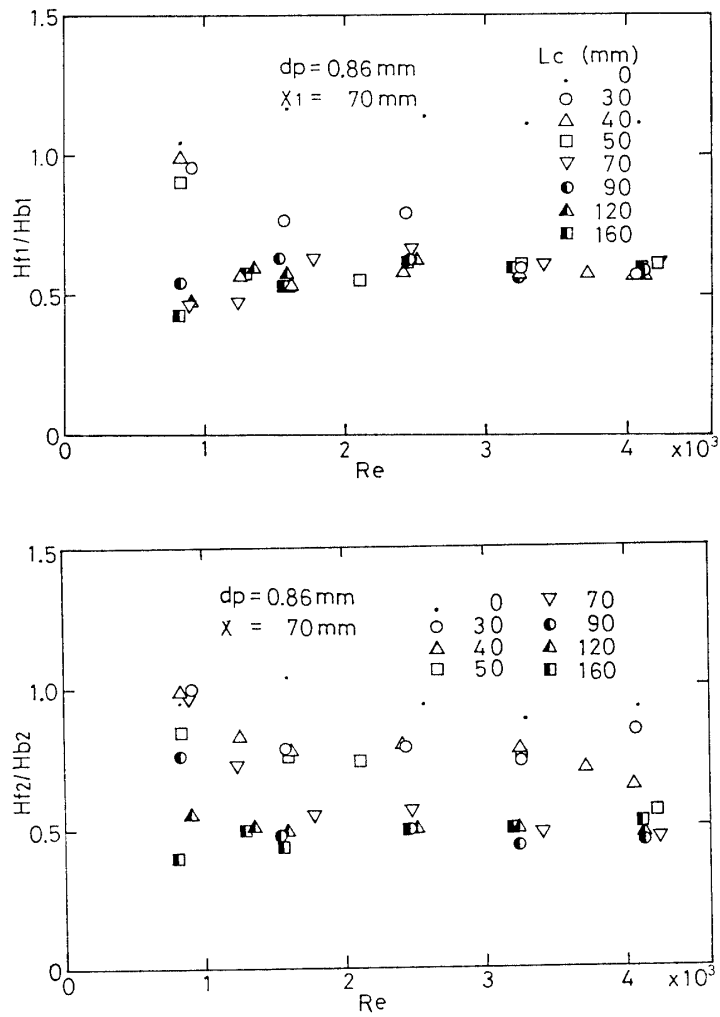 1.5
dp = 0.86 mm
X1 = 70 mm
Lc (mm)
0
30
40
50
70
90
120
160
1.0
0.5
0
Hf1/Hb1
0 1 2 3 4 x10³
Re
1.5
dp = 0.86 mm
X = 70 mm
0 70
30 90
40 120
50 160
1.0
0.5
0
Hf2/Hb2
0 1 2 3 4 x10³
Re